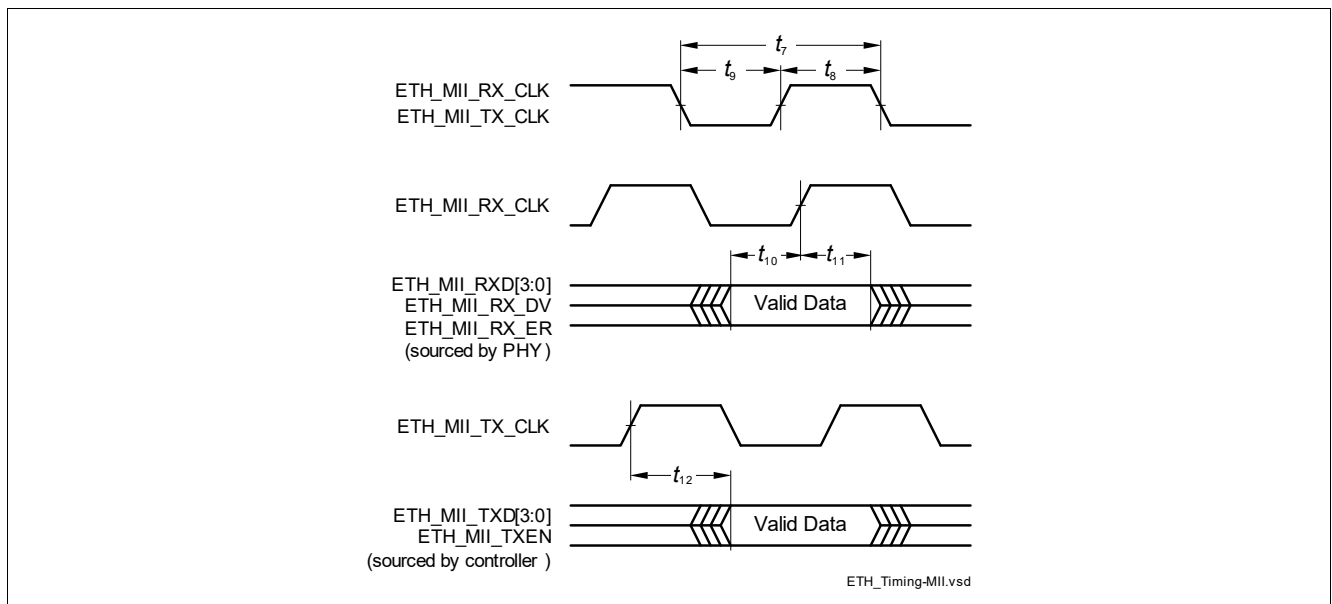 t7
t9 t8
ETH_MII_RX_CLK
ETH_MII_TX_CLK
ETH_MII_RX_CLK
t10 t11
ETH_MII_RXD[3:0]
ETH_MII_RX_DV Valid Data
ETH_MII_RX_ER
(sourced by PHY )
ETH_MII_TX_CLK
t12
ETH_MII_TXD[3:0]
Valid Data
ETH_MII_TXEN
(sourced by controller )
ETH_Timing-MII.vsd